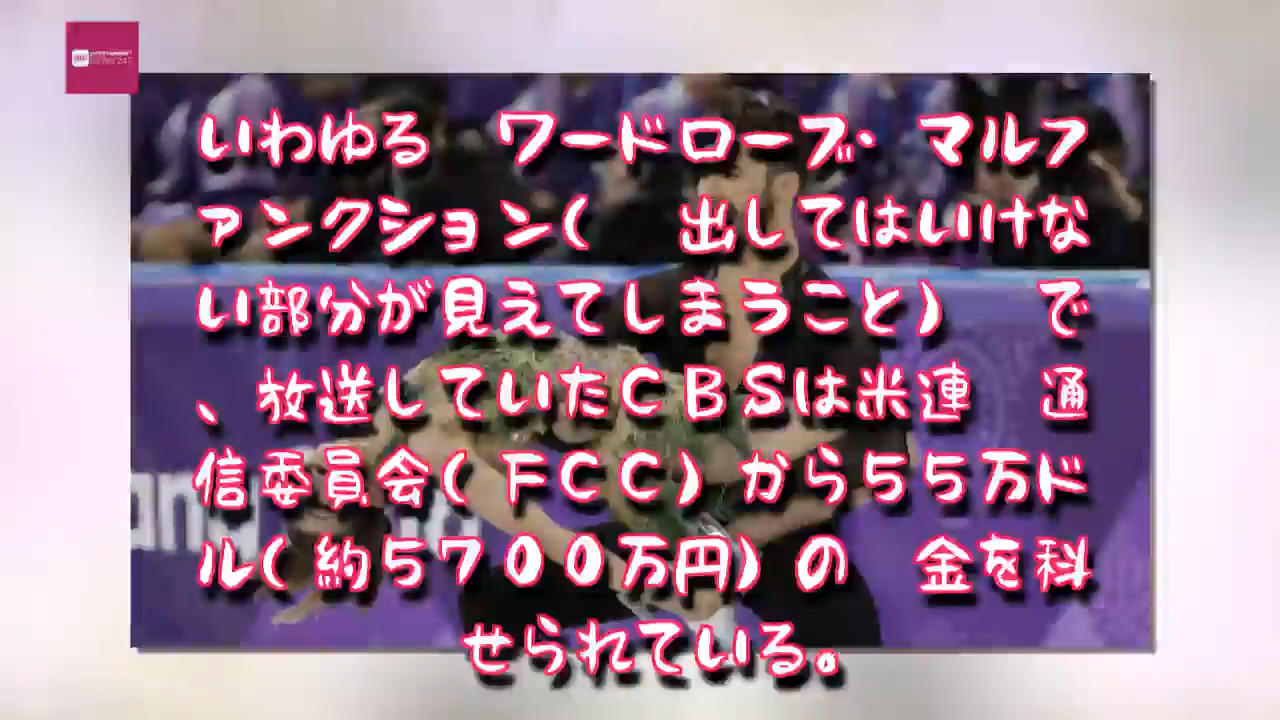 いわゆる　ワードローブ・マルフ
ァンクション(　出してはいけな
い部分が見えてしまうこと)　で
、放送していたＣＢＳは米連　通
信委員会(ＦＣＣ)から５５万ド
ル(約５７００万円)の　金を科
せられている。